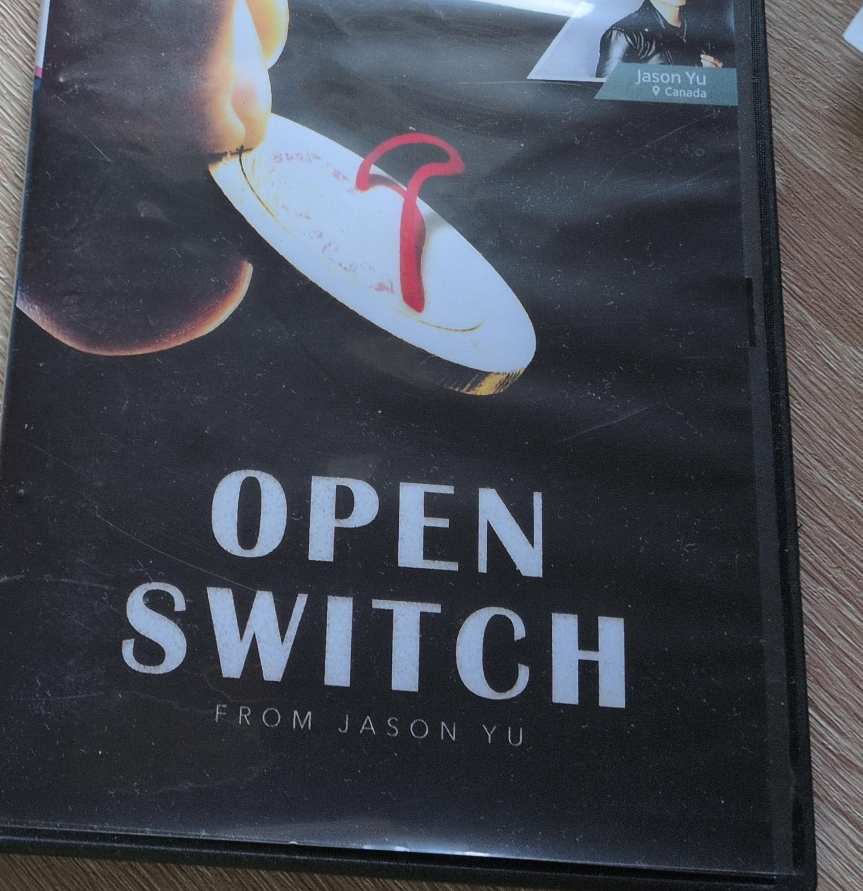 Jason Yu
Canada
OPEN
SWITCH
FROM JASON YU